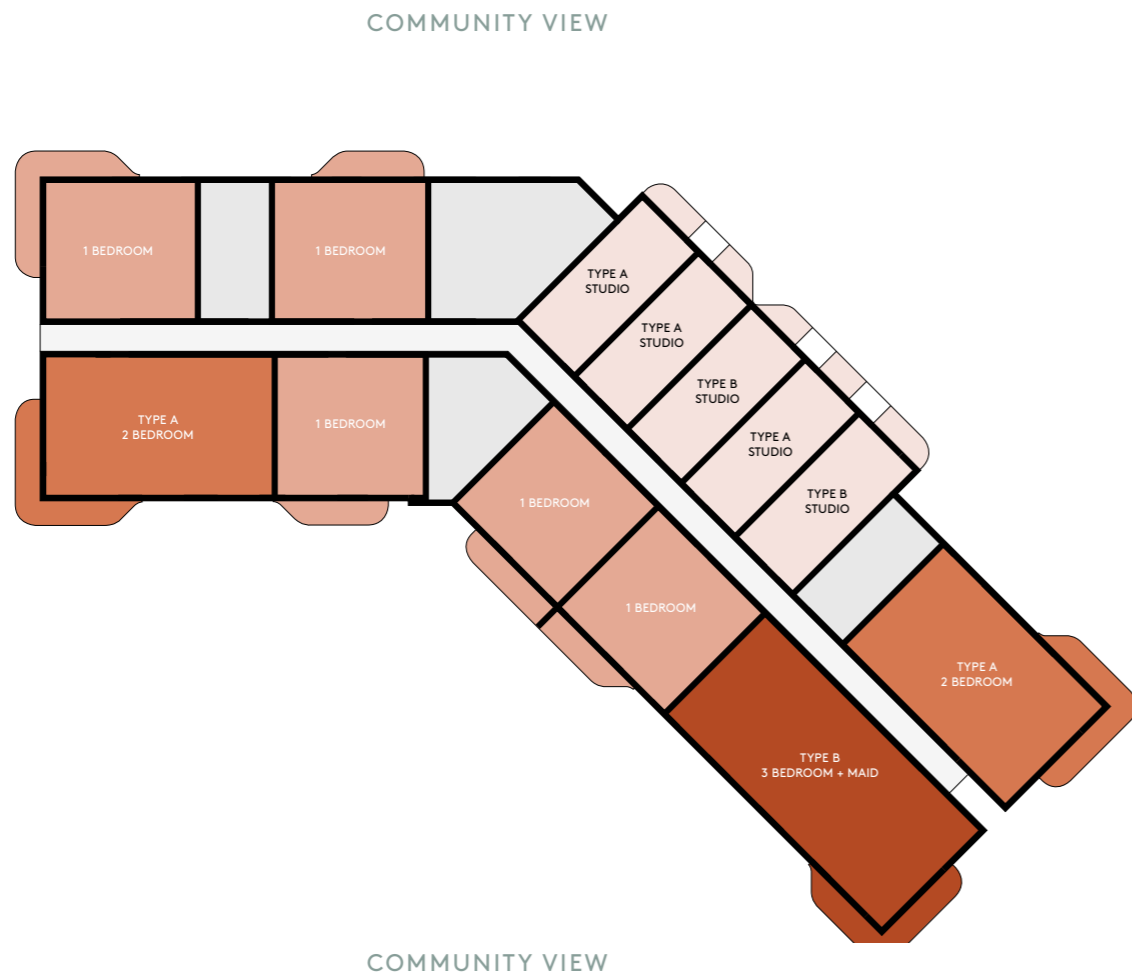 COMMUNITY VIEW
1 BEDROOM
1 BEDROOM
TYPE A
STUDIO
TYPE A
STUDIO
TYPE B
STUDIO
TYPE A
STUDIO
TYPE B
STUDIO
TYPE A
2 BEDROOM
1 BEDROOM
1 BEDROOM
1 BEDROOM
TYPE A
2 BEDROOM
TYPE B
3 BEDROOM + MAID
COMMUNITY VIEW